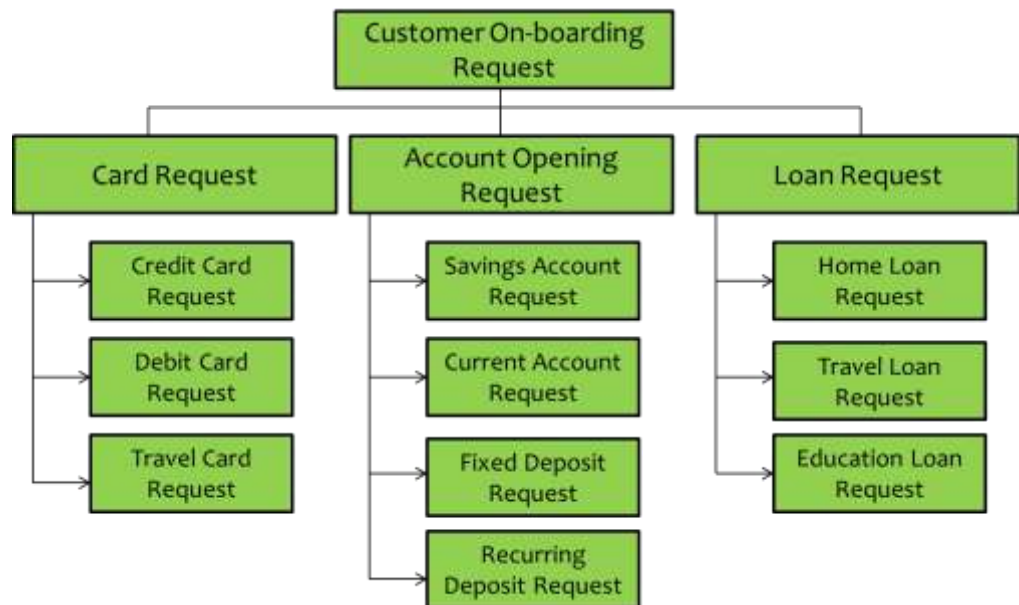 Customer On-boarding
Request
Card Request
Account Opening
Request
Loan Request
Credit Card
Request
Debit Card
Request
Travel Card
Request
Savings Account
Request
Current Account
Request
Fixed Deposit
Request
Recurring
Deposit Request
Home Loan
Request
Travel Loan
Request
Education Loan
Request